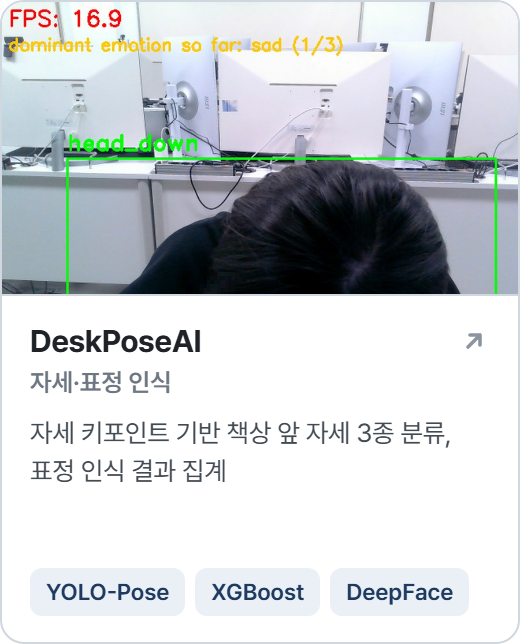 FPS: 16.9
dominant emotion so far: sad (1/3)
head_down
DeskPoseAI
자세·표정 인식
자세 키포인트 기반 책상 앞 자세 3종 분류,
표정 인식 결과 집계
YOLO-Pose
XGBoost
DeepFace